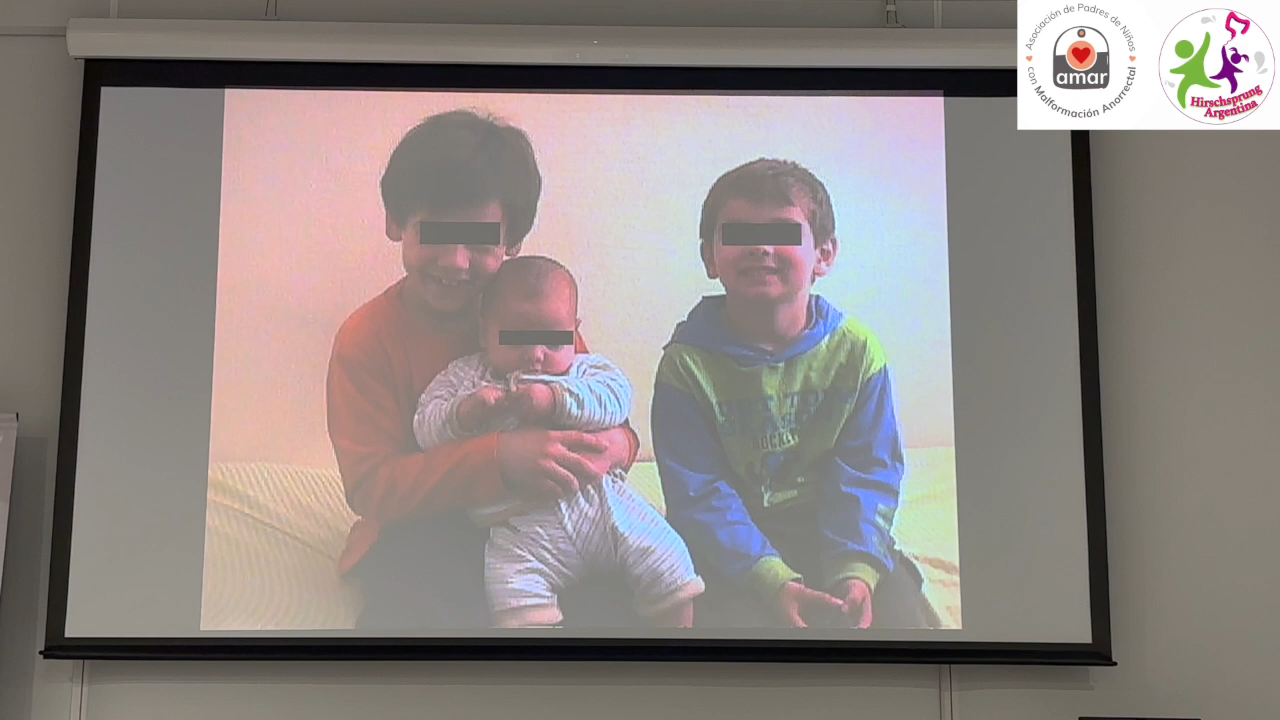 Asociación de Padres de Niños
con Malformación Anorrectal
amar
Hirschsprung
Argentina